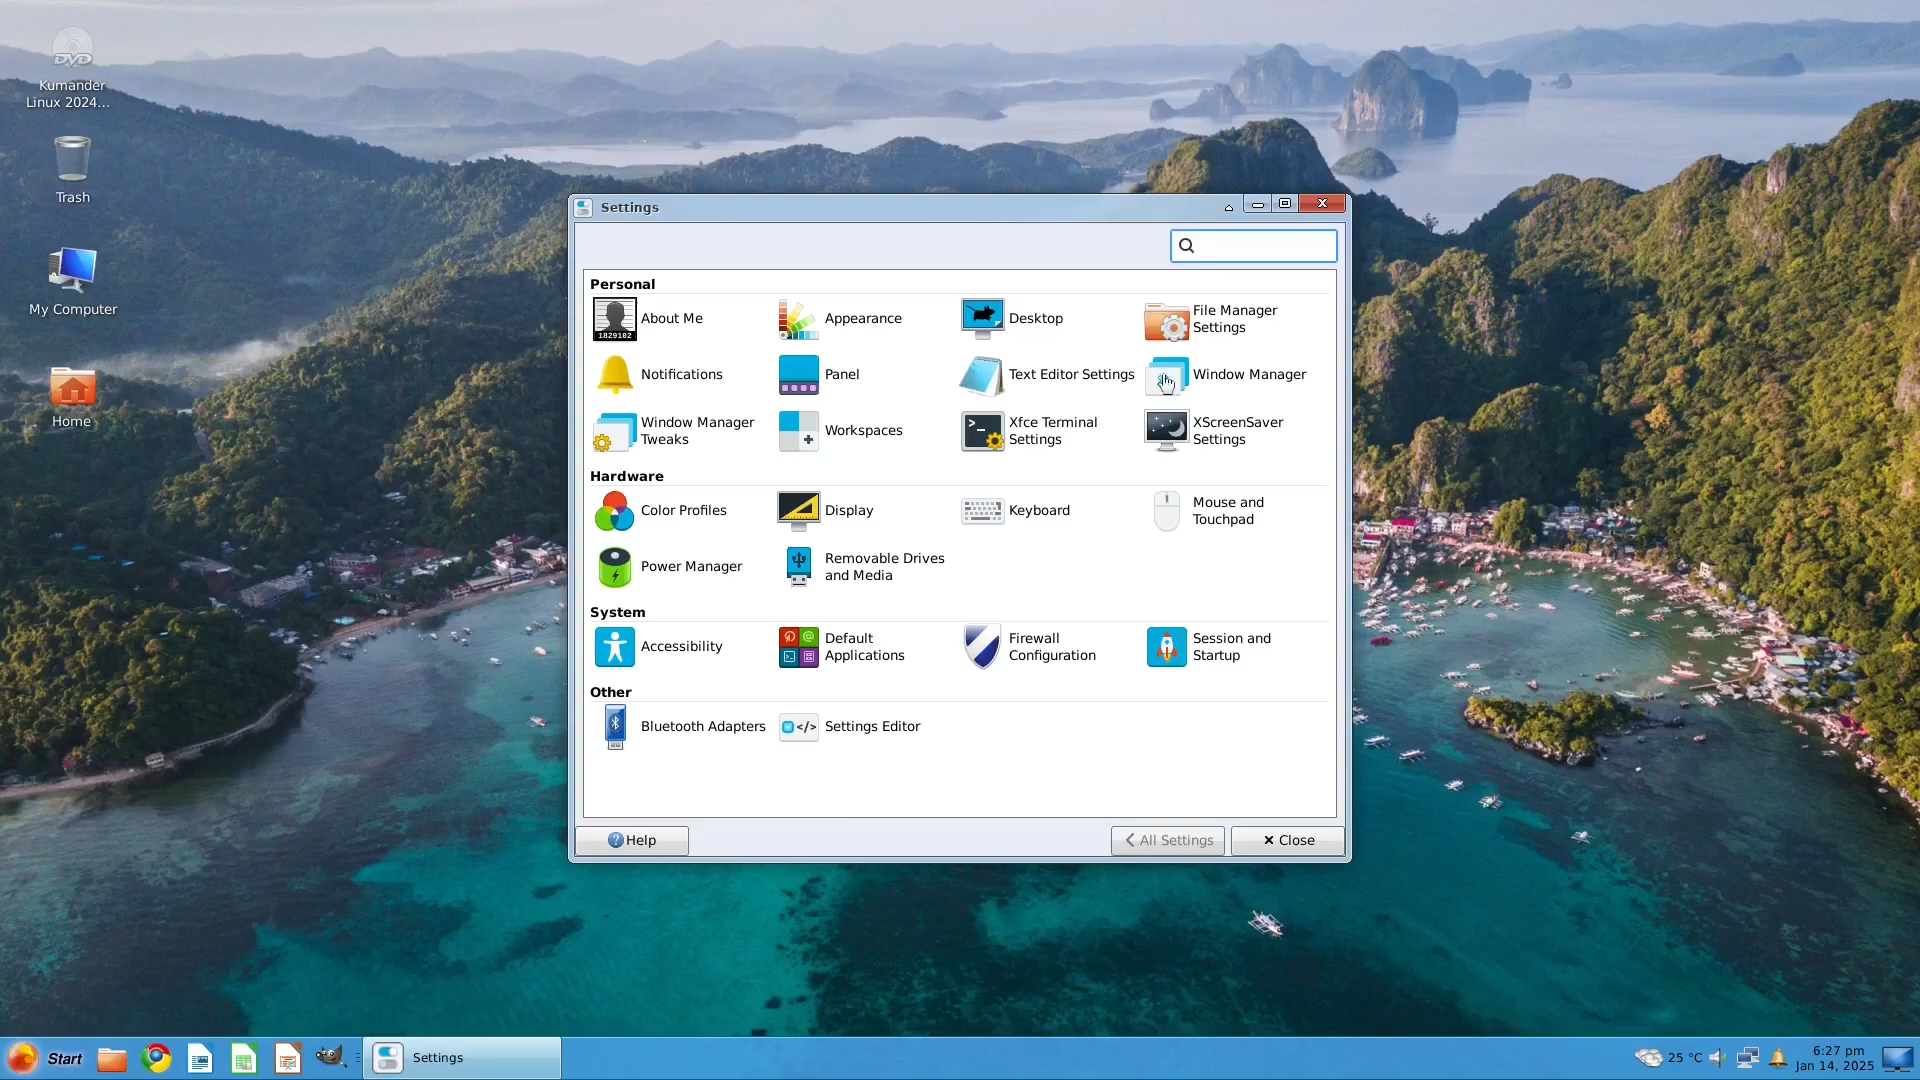 DVD
Kumander
Linux 2024...
Trash
My Computer
Home
Settings
Personal
1829102
About Me
Appearance
Desktop
File Manager
Settings
Notifications
Panel
Text Editor Settings
Window Manager
Window Manager
Tweaks
Workspaces
Xfce Terminal
Settings
XScreenSaver
Settings
Hardware
Color Profiles
Display
Keyboard
Mouse and
Touchpad
Power Manager
Removable Drives
and Media
System
Accessibility
Default
Applications
Firewall
Configuration
Session and
Startup
Other
Bluetooth Adapters
Settings Editor
Help
All Settings
Close
Start
Settings
25 °C
6:27 pm
Jan 14, 2025